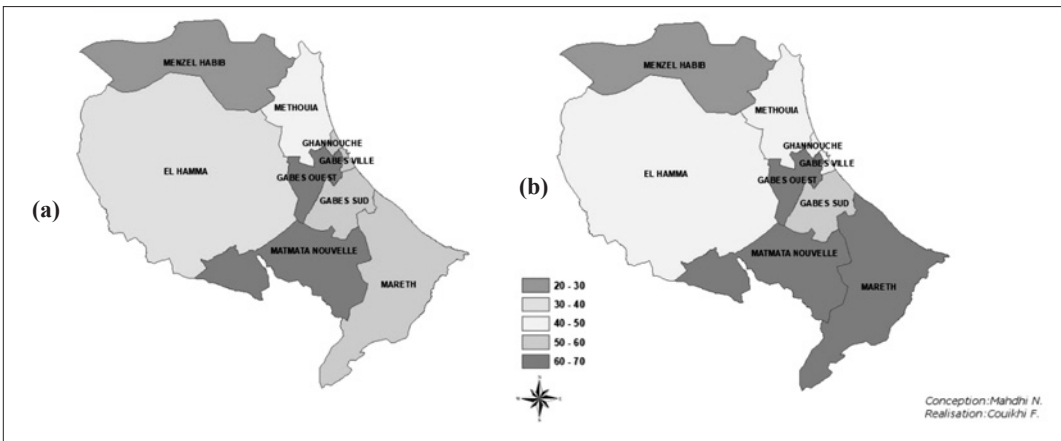 (a)
MENZEL HABIB
METHOUIA
GHANNOUCHE
GABES VILLE
EL HAMMA
GABES OUEST
GABES SUD
MATMATA NOUVELLE
MARETH
(b)
MENZEL HABIB
METHOUIA
GHANNOUCHE
GABES VILLE
EL HAMMA
GABES OUEST
GABES SUD
MATMATA NOUVELLE
MARETH
20 - 30
30 - 40
40 - 50
50 - 60
60 - 70
Conception:Mahdhi N.
Realisation:Couikhi F.